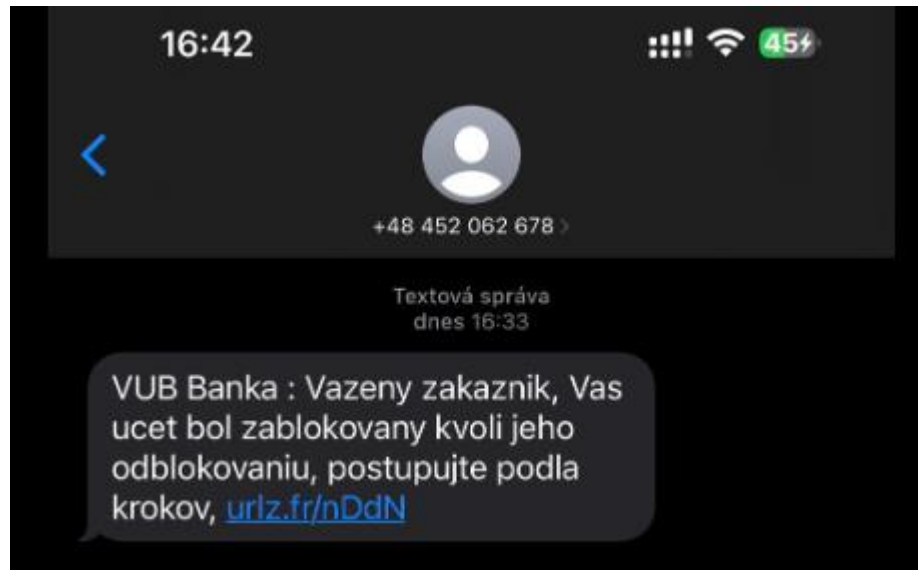 16:42
45
+48 452 062 678
Textová správa
dnes 16:33
VUB Banka : Vazeny zakaznik, Vas
ucet bol zablokovany kvoli jeho
odblokovaniu, postupujte podla
krokov, urlz.fr/nDdN